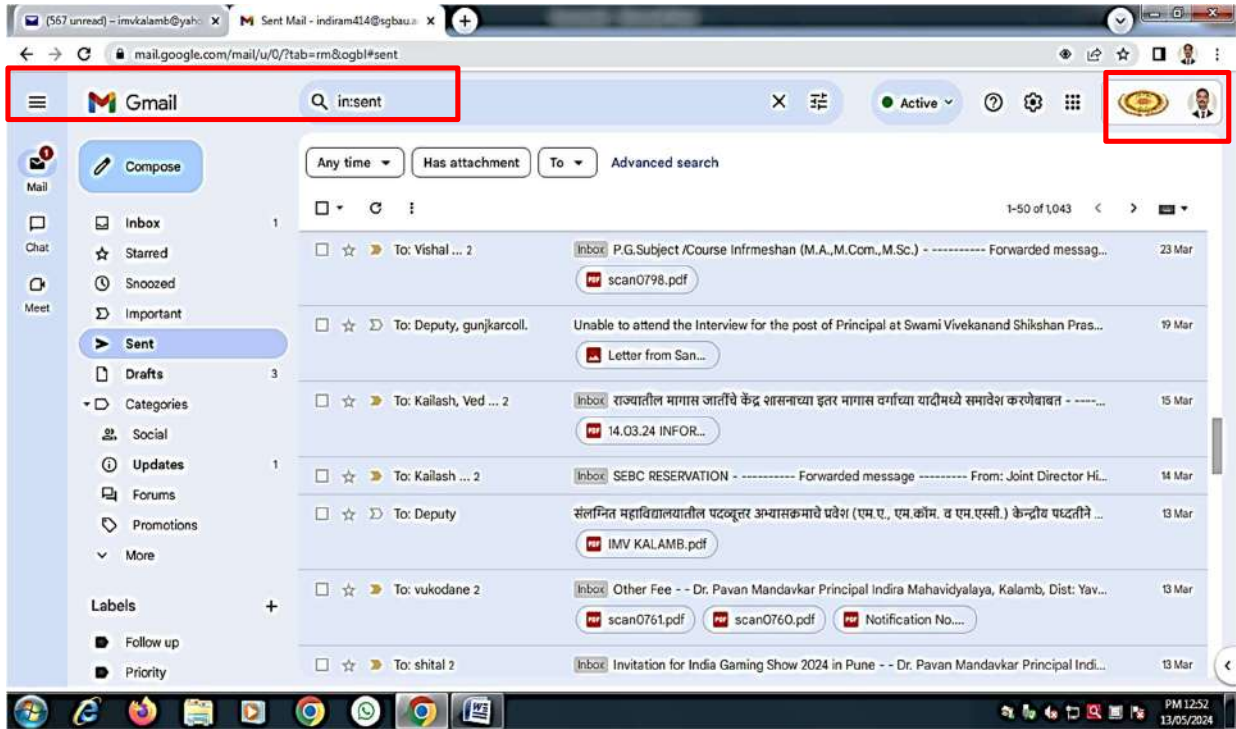 (567 unread) – imvkalamb@yaho X
Sent Mail - indiram414@sgbau.a X
mail.google.com/mail/u/0/?tab=rm&ogbl#sent
Gmail
in:sent
Active
Mail
1
Compose
Any time
Has attachment
To
Advanced search
1–50 of 1,043
Chat
Meet
Inbox 1
Starred
Snoozed
Important
Sent
Drafts 3
Categories
Social
Updates 1
Forums
Promotions
More
Labels +
Follow up
Priority
To: Vishal ... 2 Inbox P.G.Subject /Course Infrmeshan (M.A.,M.Com.,M.Sc.) - ---------- Forwarded messag... 23 Mar
PDF scan0798.pdf
To: Deputy, gunjkarcoll. Unable to attend the Interview for the post of Principal at Swami Vivekanand Shikshan Pras... 19 Mar
Letter from San...
To: Kailash, Ved ... 2 Inbox राज्यातील मागास जातींचे केंद्र शासनाच्या इतर मागास वर्गाच्या यादीमध्ये समावेश करणेबाबत - ----... 15 Mar
PDF 14.03.24 INFOR...
To: Kailash ... 2 Inbox SEBC RESERVATION - ---------- Forwarded message --------- From: Joint Director Hi... 14 Mar
To: Deputy संलग्नित महाविद्यालयातील पदव्यूत्तर अभ्यासक्रमाचे प्रवेश (एम.ए., एम.कॉम. व एम.एस्सी.) केन्द्रीय पध्दतीने ... 13 Mar
PDF IMV KALAMB.pdf
To: vukodane 2 Inbox Other Fee - - Dr. Pavan Mandavkar Principal Indira Mahavidyalaya, Kalamb, Dist: Yav... 13 Mar
PDF scan0761.pdf PDF scan0760.pdf PDF Notification No....
To: shital 2 Inbox Invitation for India Gaming Show 2024 in Pune - - Dr. Pavan Mandavkar Principal Indi... 13 Mar
PM 12:52
13/05/2024